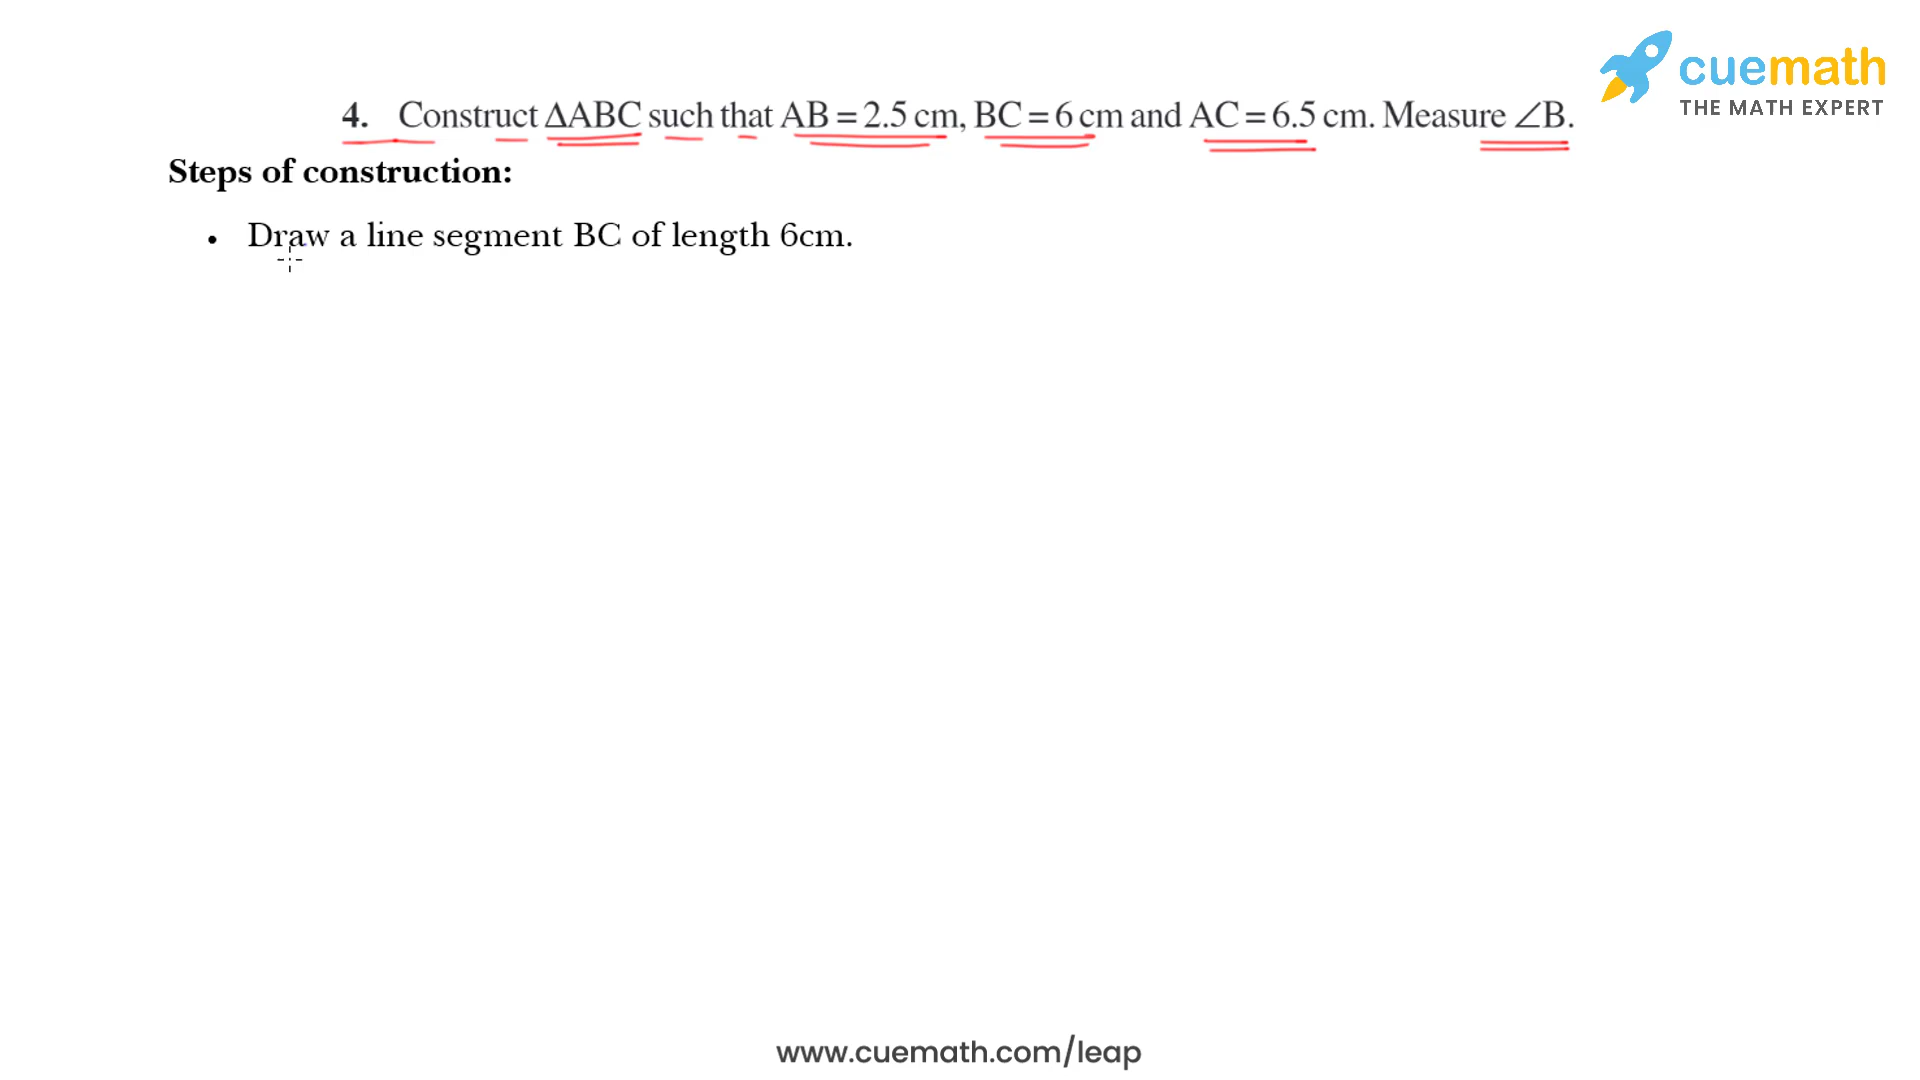 cuemath
THE MATH EXPERT
4. Construct ΔABC such that AB = 2.5 cm, BC = 6 cm and AC = 6.5 cm. Measure ∠B.
Steps of construction:
• Draw a line segment BC of length 6cm.
www.cuemath.com/leap